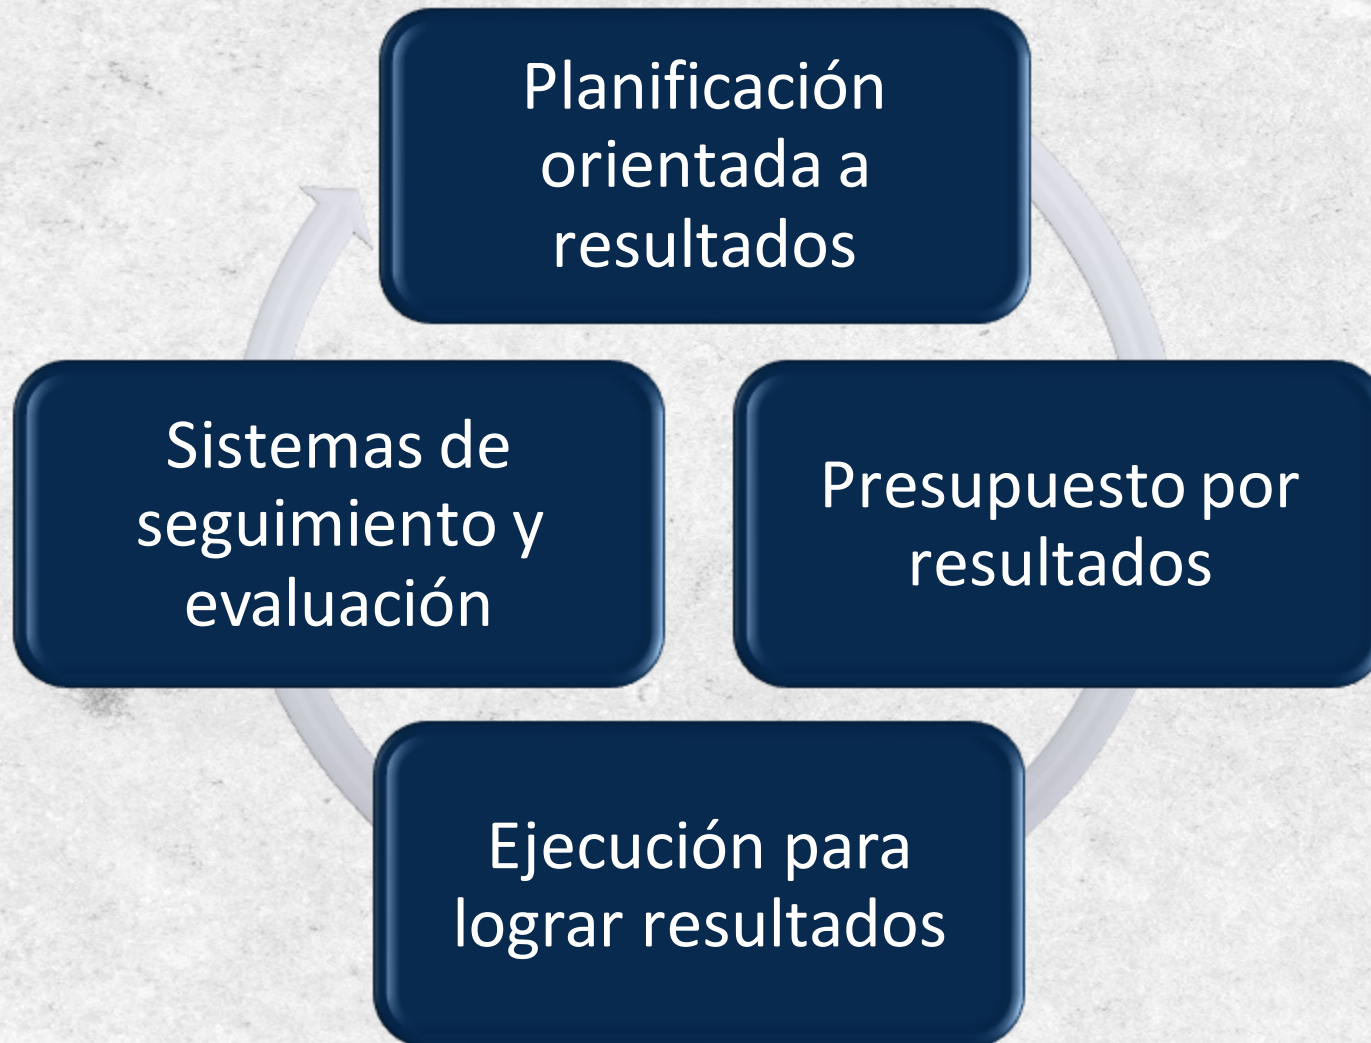 Planificación
orientada a
resultados
Sistemas de
seguimiento y
evaluación
Presupuesto por
resultados
Ejecución para
lograr resultados